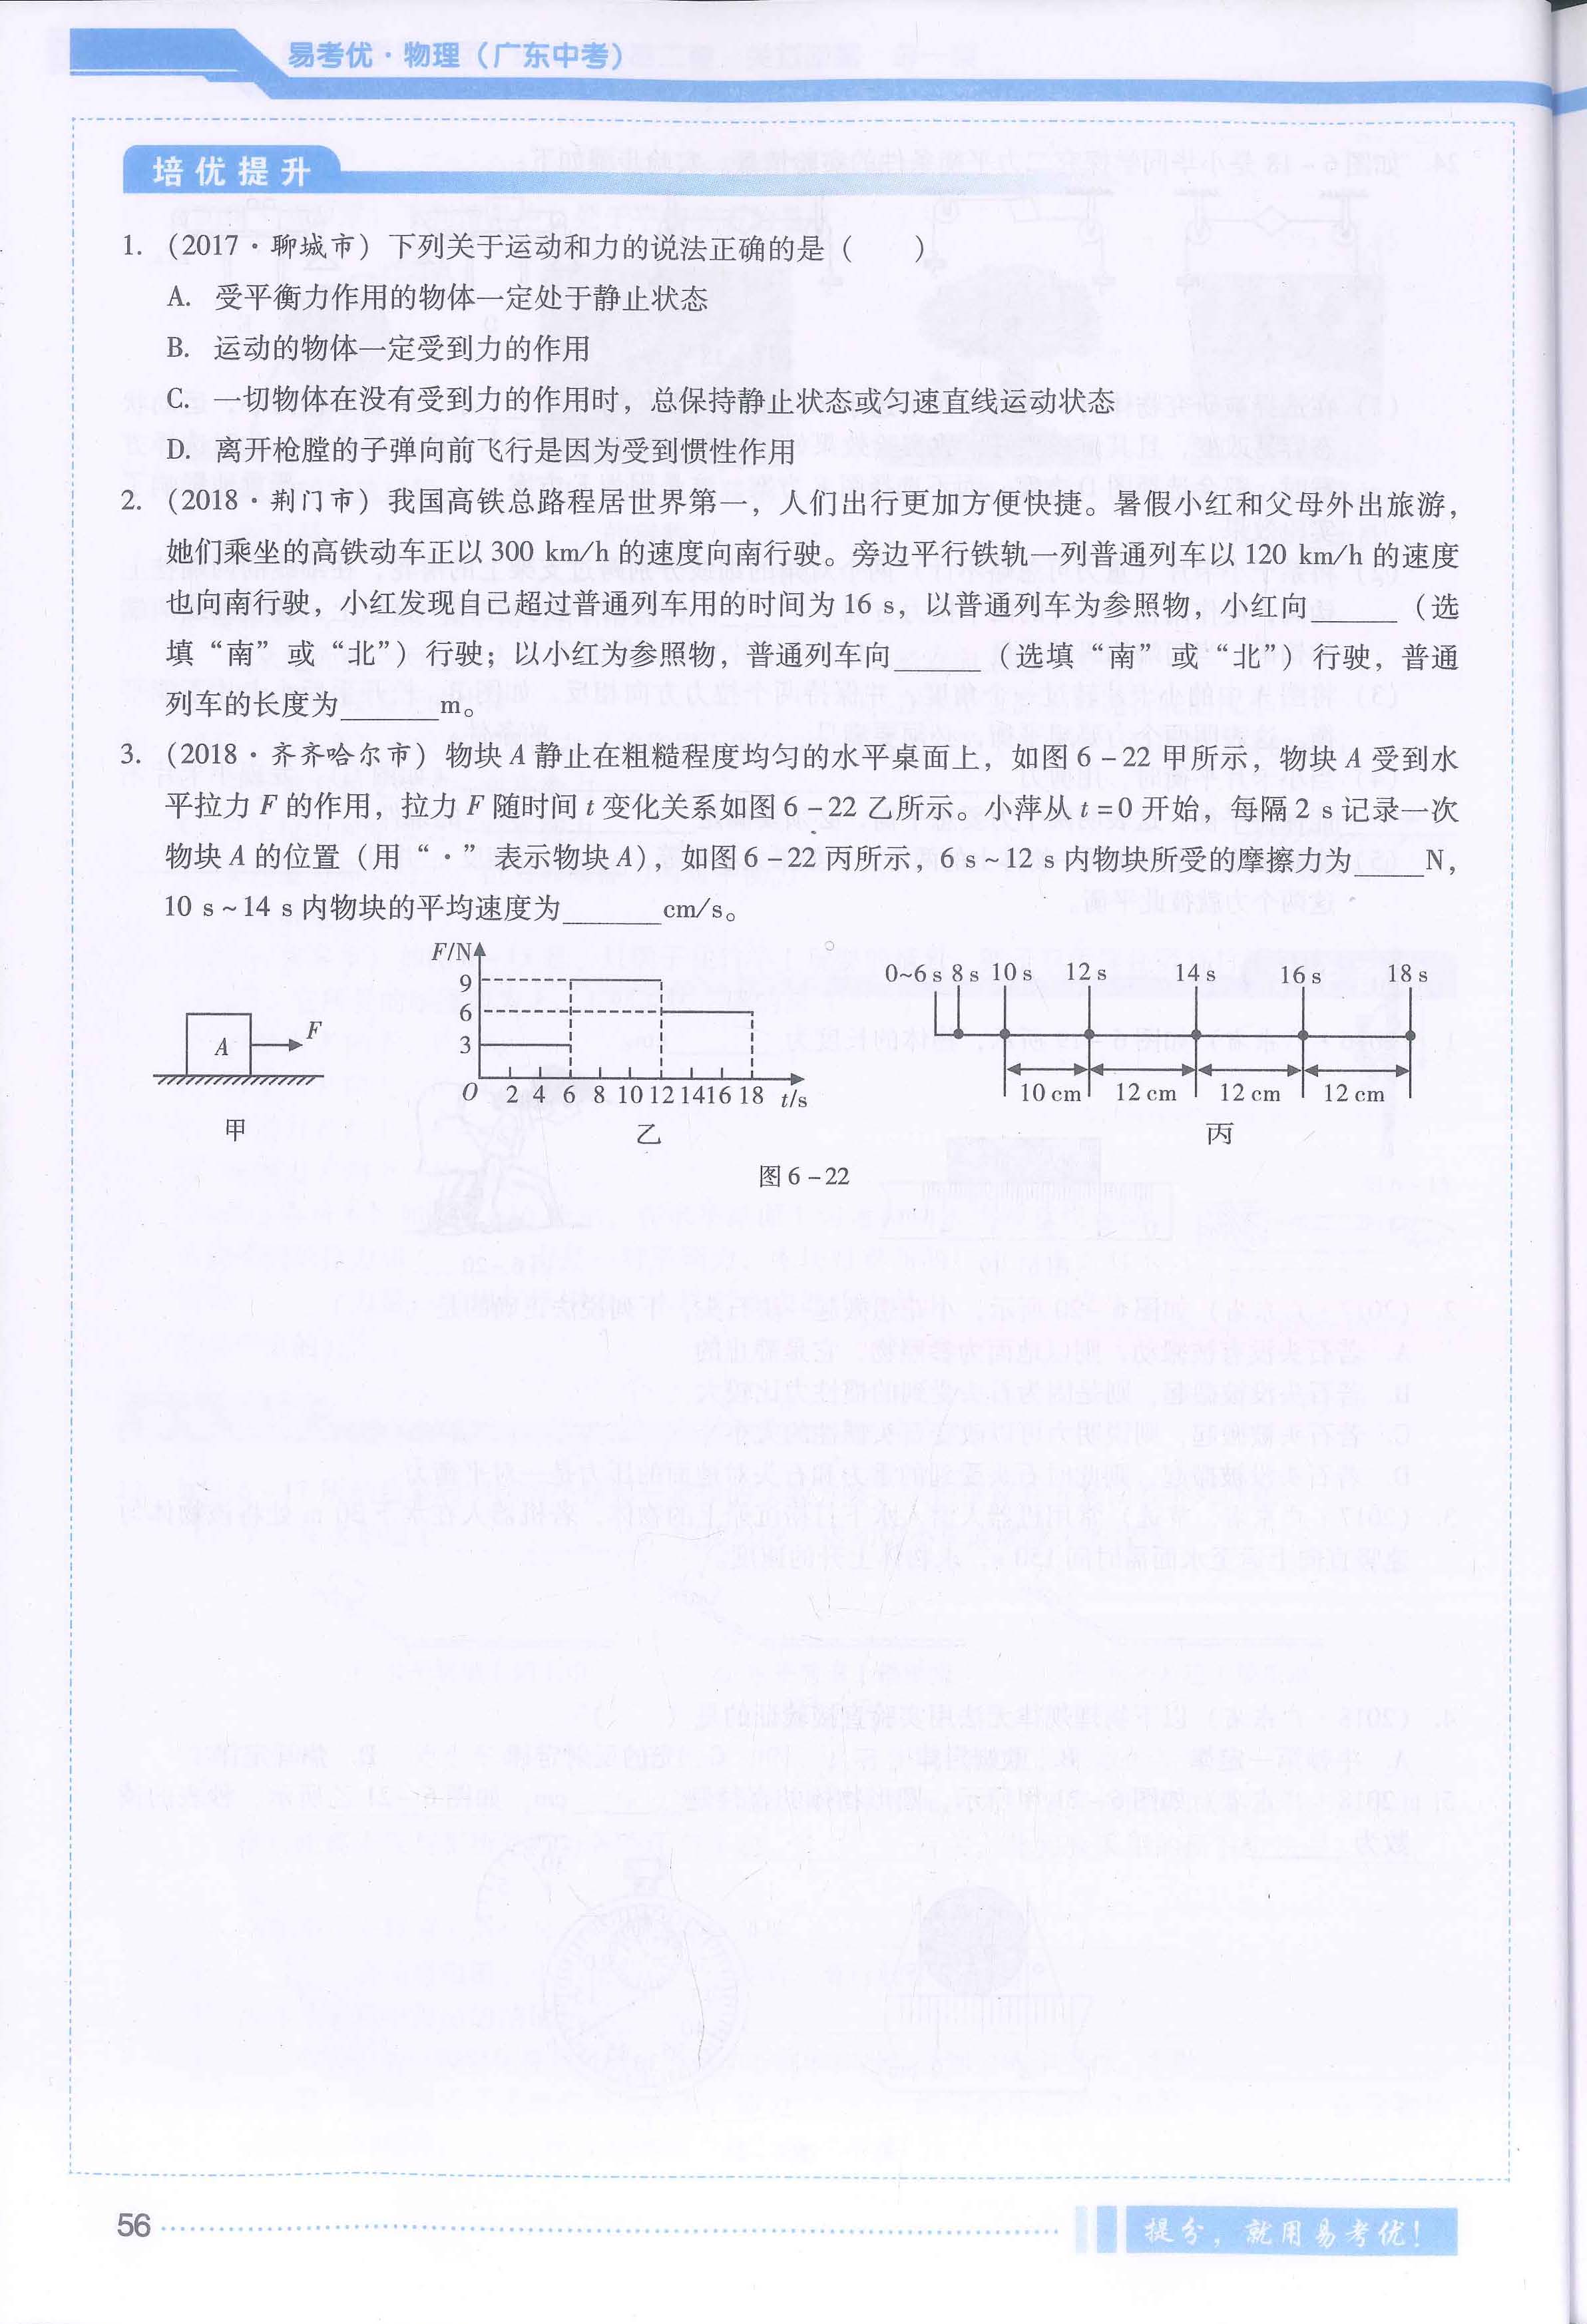 易考优·物理（广东中考）
培优提升
1. （2017·聊城市）下列关于运动和力的说法正确的是（　　）
A. 受平衡力作用的物体一定处于静止状态
B. 运动的物体一定受到力的作用
C. 一切物体在没有受到力的作用时，总保持静止状态或匀速直线运动状态
D. 离开枪膛的子弹向前飞行是因为受到惯性作用
2. （2018·荆门市）我国高铁总路程居世界第一，人们出行更加方便快捷。暑假小红和父母外出旅游，
她们乘坐的高铁动车正以 300 km/h 的速度向南行驶。旁边平行铁轨一列普通列车以 120 km/h 的速度
也向南行驶，小红发现自己超过普通列车用的时间为 16 s，以普通列车为参照物，小红向______（选
填“南”或“北”）行驶；以小红为参照物，普通列车向______（选填“南”或“北”）行驶，普通
列车的长度为______m。
3. （2018·齐齐哈尔市）物块 A 静止在粗糙程度均匀的水平桌面上，如图 6－22 甲所示，物块 A 受到水
平拉力 F 的作用，拉力 F 随时间 t 变化关系如图 6－22 乙所示。小萍从 t＝0 开始，每隔 2 s 记录一次
物块 A 的位置（用“·”表示物块 A），如图 6－22 丙所示，6 s～12 s 内物块所受的摩擦力为_____N，
10 s～14 s 内物块的平均速度为______cm/s。
A F
甲
F/N
9
6
3
O 2 4 6 8 10 12 14 16 18 t/s
乙
0~6 s 8 s 10 s 12 s 14 s 16 s 18 s
10 cm 12 cm 12 cm 12 cm
丙
图 6－22
56
提分，就用易考优！